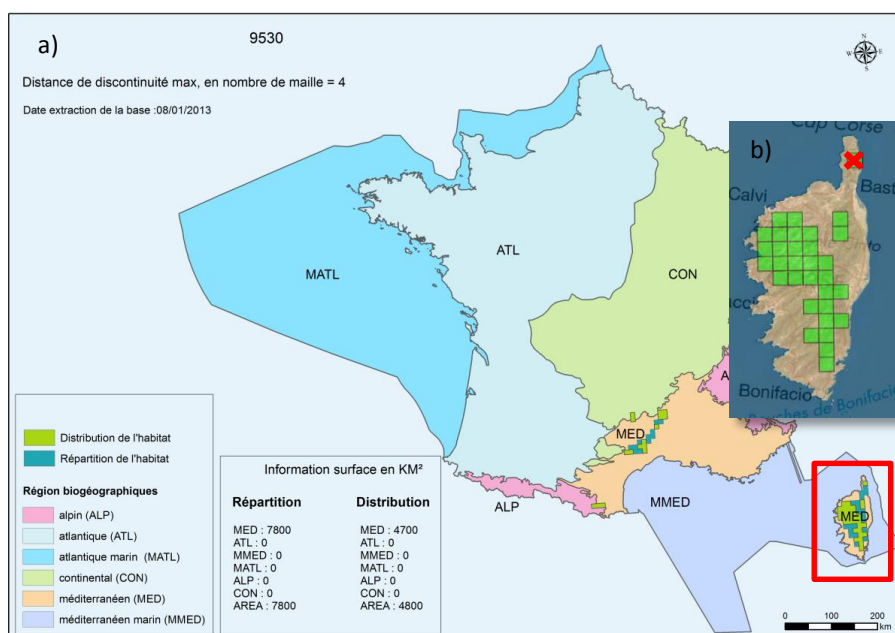 a)
9530
Distance de discontinuité max, en nombre de maille = 4
Date extraction de la base :08/01/2013
N
W E
S
b)
Cap Corse
Calvi
Bast
Bonifacio
Bouches de Bonifacio
MATL
ATL
CON
MED
MMED
ALP
MED
Distribution de l'habitat
Répartition de l'habitat
Région biogéographiques
alpin (ALP)
atlantique (ATL)
atlantique marin (MATL)
continental (CON)
méditerranéen (MED)
méditerranéen marin (MMED)
Information surface en KM²
Répartition Distribution
MED : 7800 MED : 4700
ATL : 0 ATL : 0
MMED : 0 MMED : 0
MATL : 0 MATL : 0
ALP : 0 ALP : 0
CON : 0 CON : 0
AREA : 7800 AREA : 4800
0 100 200
km